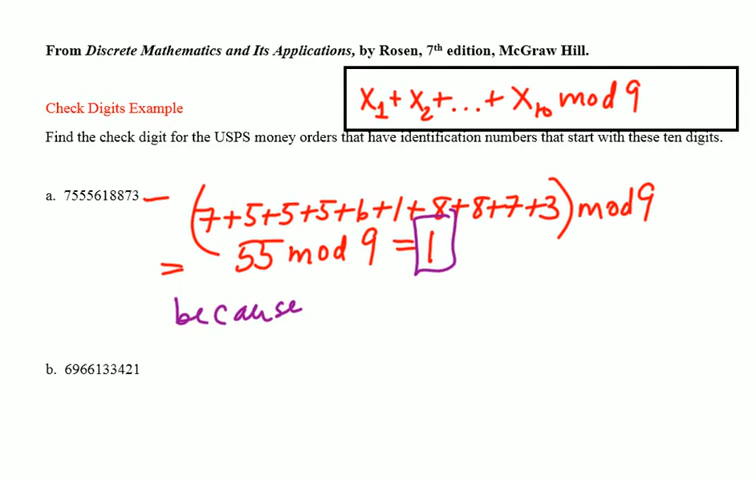 From Discrete Mathematics and Its Applications, by Rosen, 7th edition, McGraw Hill.
x₁+x₂+...+x₁₀ mod 9
Check Digits Example
Find the check digit for the USPS money orders that have identification numbers that start with these ten digits.
a. 7555618873 — (7+5+5+5+6+1+8+8+7+3) mod 9
= 55 mod 9 = 1
because
b. 6966133421